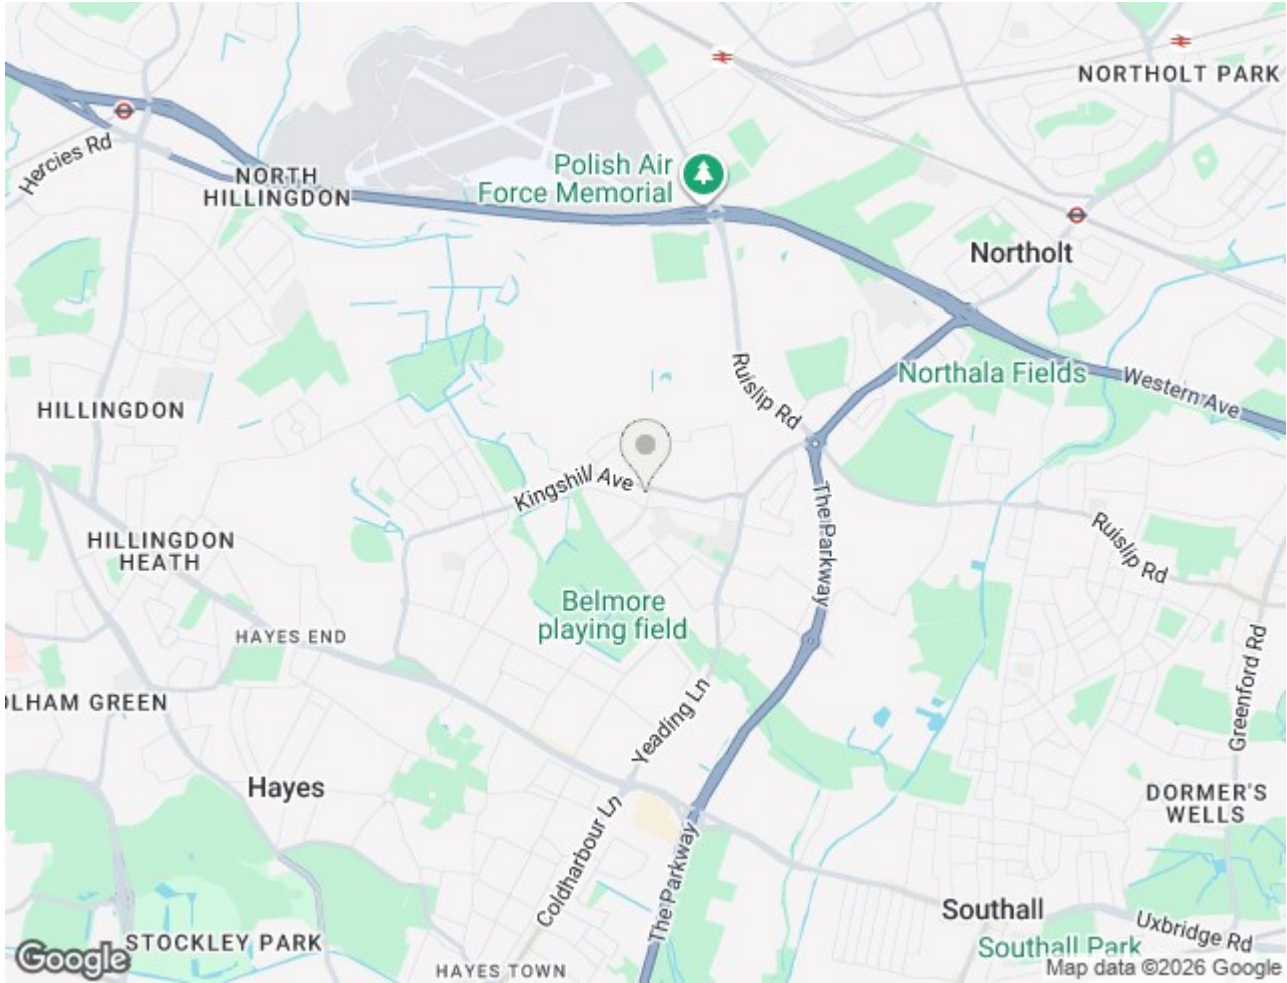 NORTHOLT PARK
Hercies Rd
Polish Air
Force Memorial
NORTH
HILLINGDON
Northolt
Ruislip Rd
Northala Fields
Western Ave
HILLINGDON
Kingshill Ave
The Parkway
Ruislip Rd
HILLINGDON
HEATH
Belmore
playing field
HAYES END
Greenford Rd
OLHAM GREEN
Yeading Ln
Hayes
DORMER'S
WELLS
Coldharbour Ln
The Parkway
Southall
Uxbridge Rd
STOCKLEY PARK
Southall Park
Google
HAYES TOWN
Map data ©2026 Google